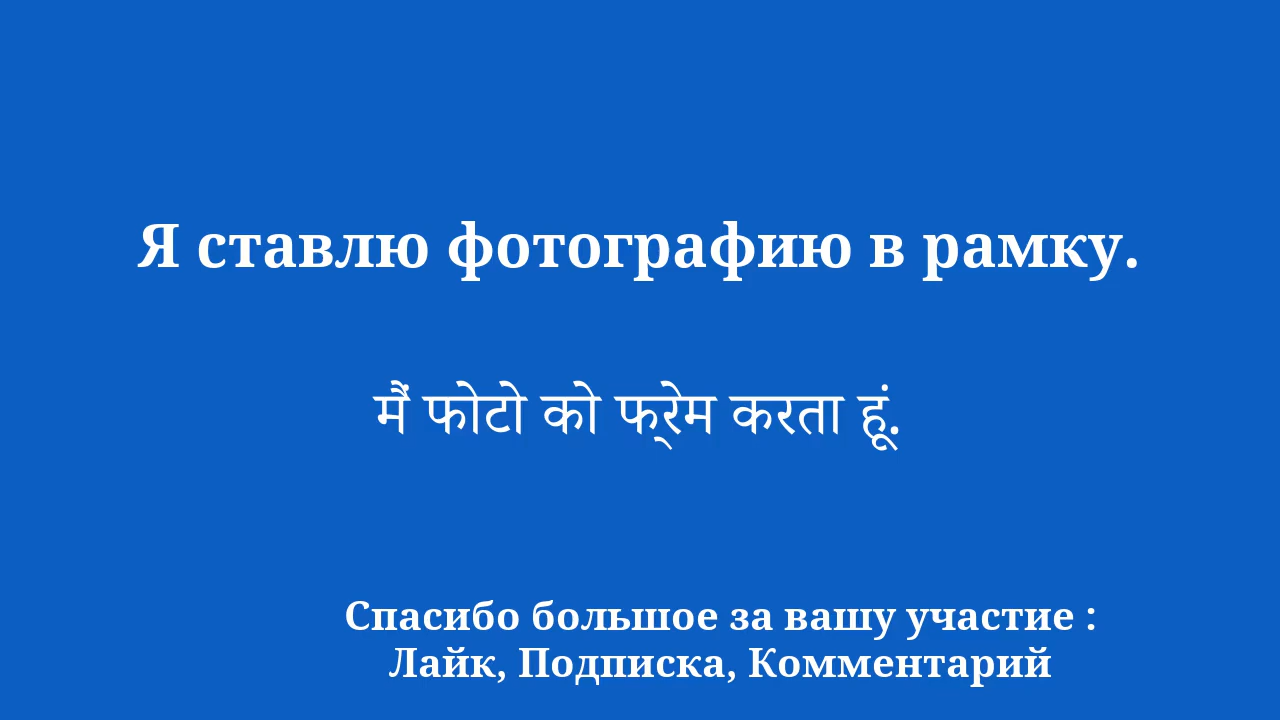 Я ставлю фотографию в рамку.
मैं फोटो को फ्रेम करता हूं.
Спасибо большое за вашу участие :
Лайк, Подписка, Комментарий